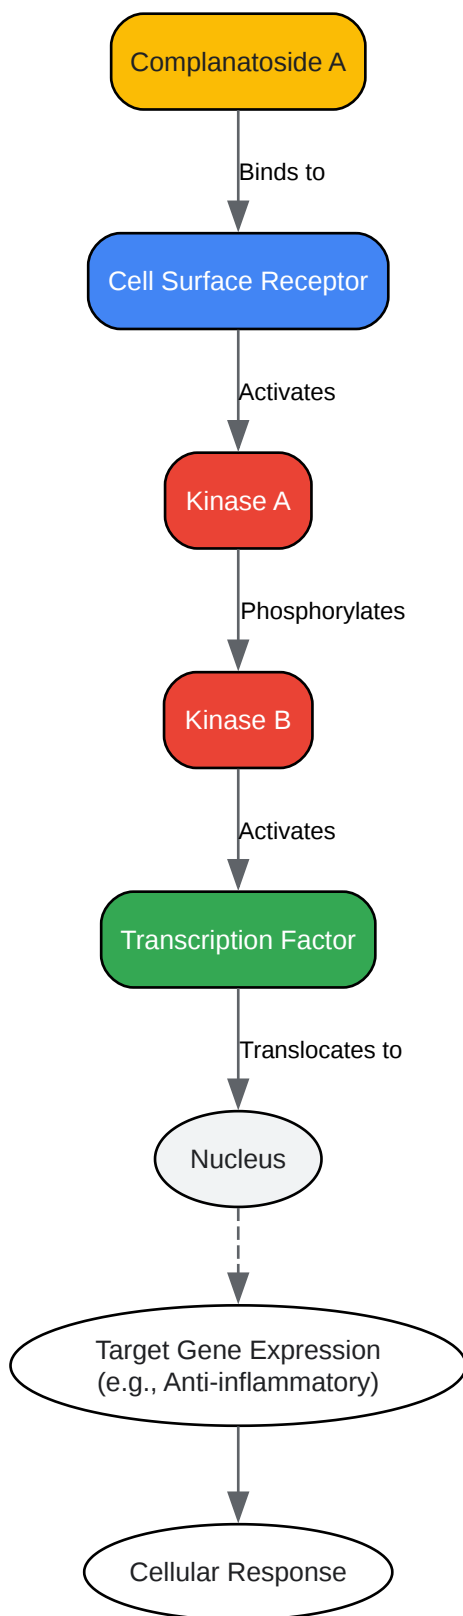 Complanatoside A
Binds to
Cell Surface Receptor
Activates
Kinase A
Phosphorylates
Kinase B
Activates
Transcription Factor
Translocates to
Nucleus
Target Gene Expression
(e.g., Anti-inflammatory)
Cellular Response